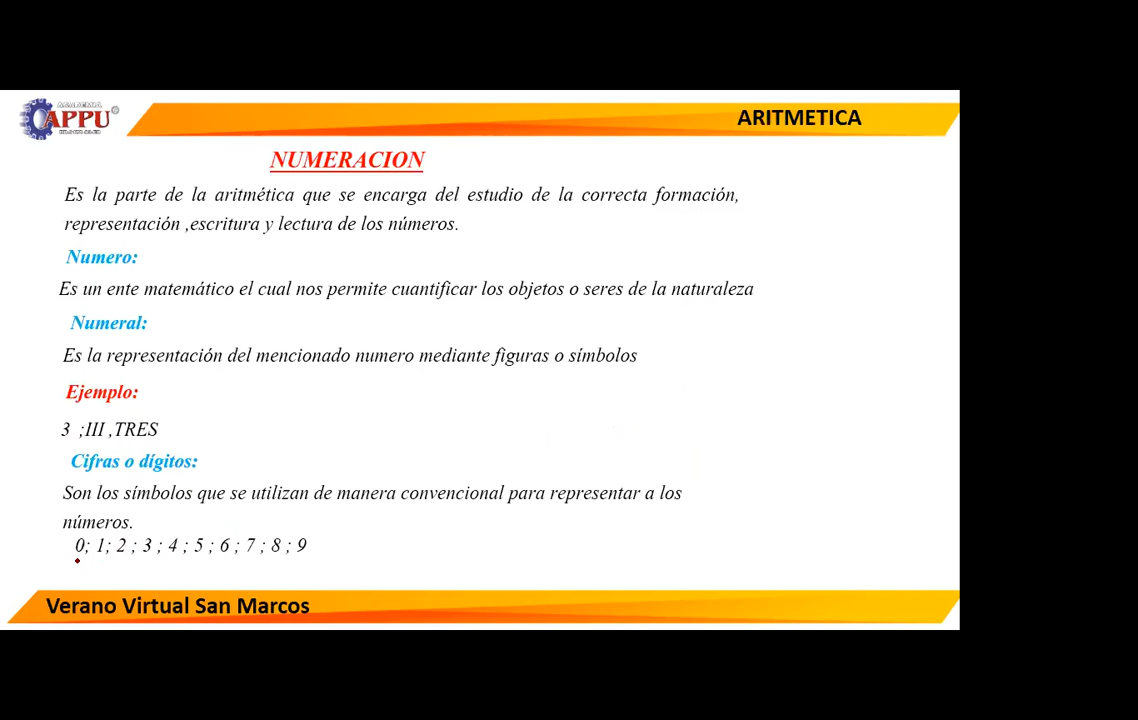 ACADEMIA
APPU
ARITMETICA
NUMERACION
Es la parte de la aritmética que se encarga del estudio de la correcta formación,
representación ,escritura y lectura de los números.
Numero:
Es un ente matemático el cual nos permite cuantificar los objetos o seres de la naturaleza
Numeral:
Es la representación del mencionado numero mediante figuras o símbolos
Ejemplo:
3 ;III ,TRES
Cifras o dígitos:
Son los símbolos que se utilizan de manera convencional para representar a los
números.
0; 1; 2 ; 3 ; 4 ; 5 ; 6 ; 7 ; 8 ; 9
Verano Virtual San Marcos